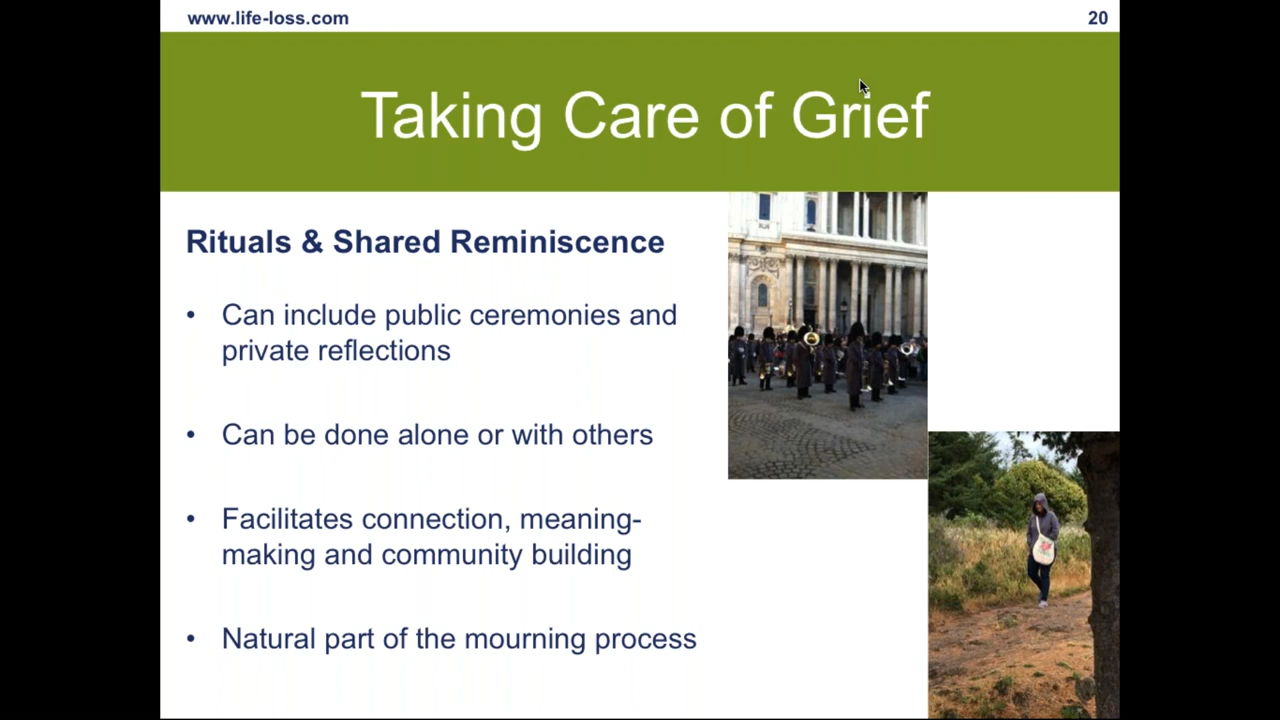 www.life-loss.com
20
Taking Care of Grief
Rituals & Shared Reminiscence
• Can include public ceremonies and
private reflections
• Can be done alone or with others
• Facilitates connection, meaning-
making and community building
• Natural part of the mourning process